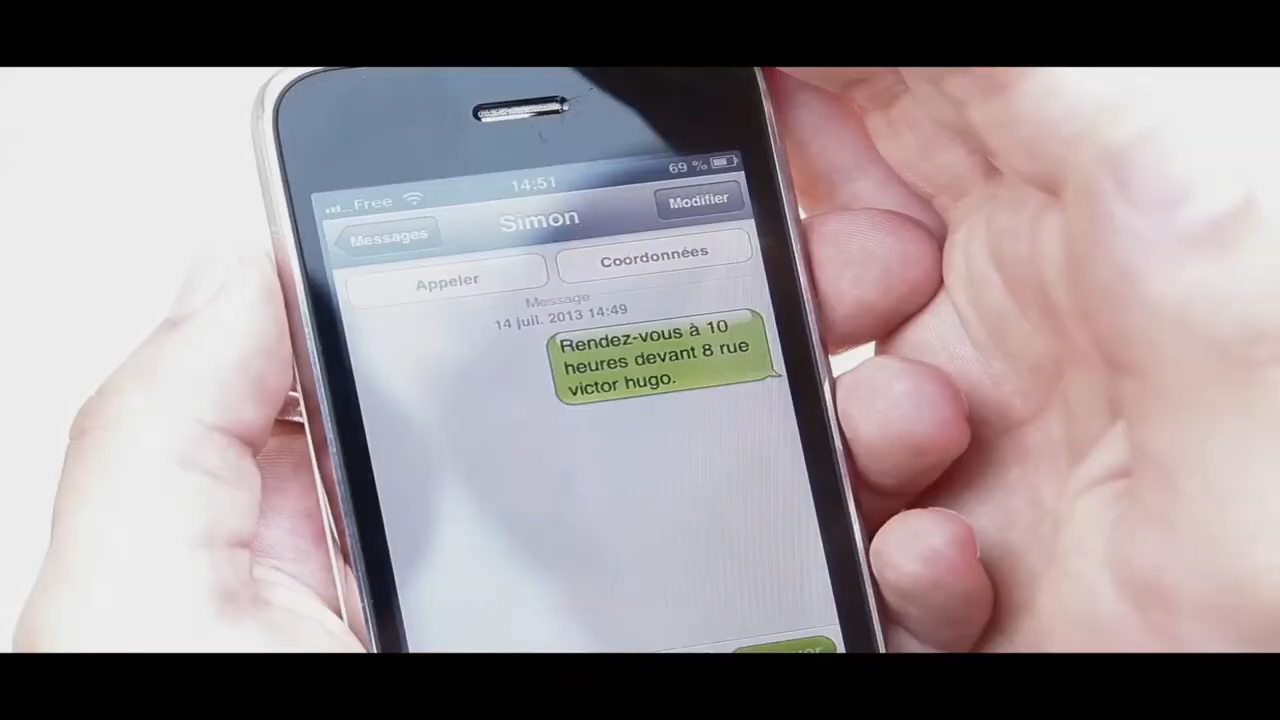 Free 14:51 69 %
Messages Simon Modifier
Appeler Coordonnées
Message
14 juil. 2013 14:49
Rendez-vous à 10
heures devant 8 rue
victor hugo.